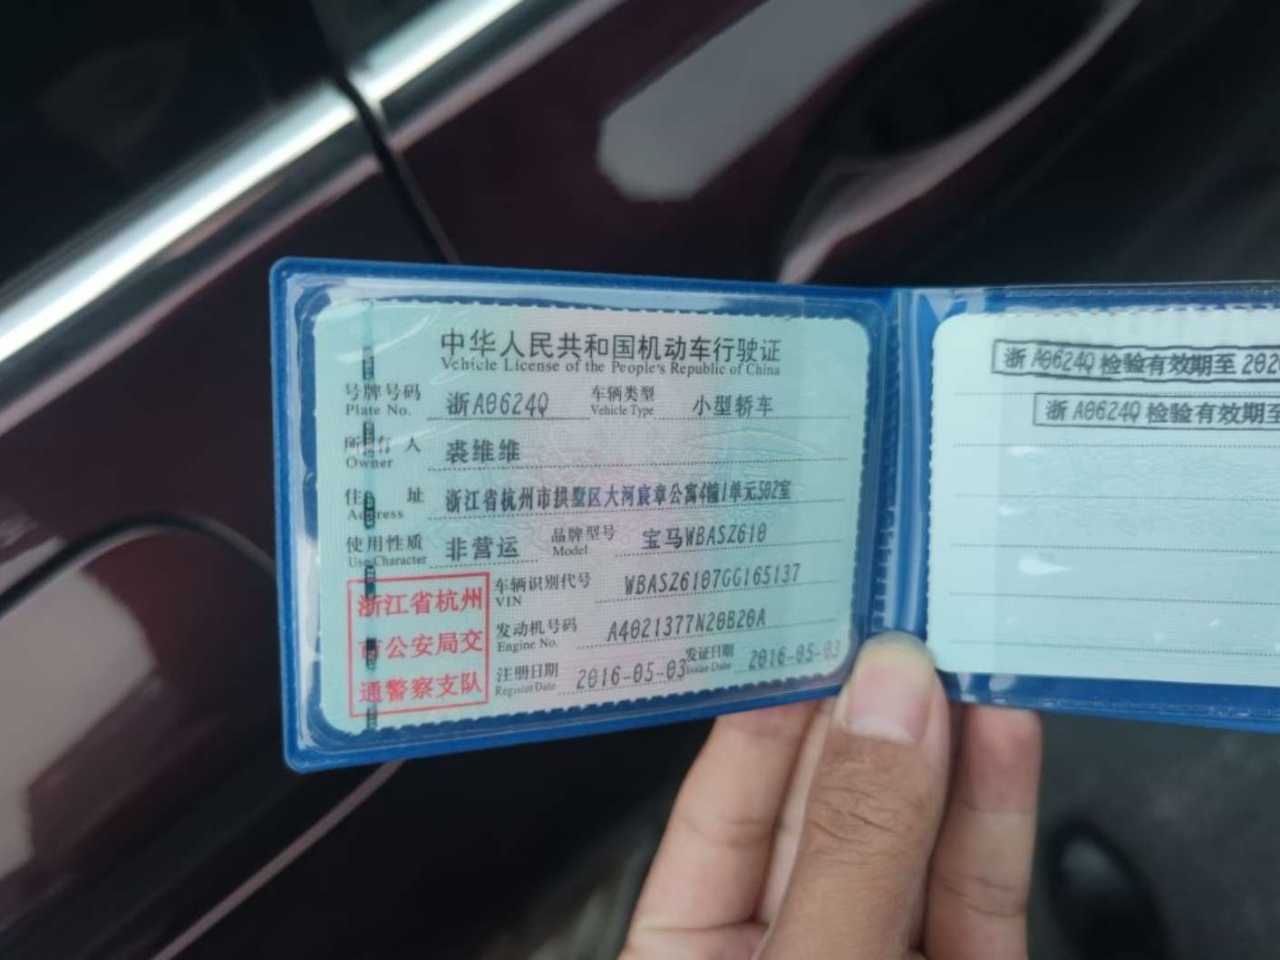 中华人民共和国机动车行驶证
Vehicle License of the People's Republic of China
号牌号码 浙A0624Q 车辆类型 小型轿车
Plate No. Vehicle Type
所有人 裘维维
Owner
住址 浙江省杭州市拱墅区大河宸章公寓4幢1单元502室
Address
使用性质 非营运 品牌型号 宝马WBASZ610
Use Character Model
浙江省杭州
市公安局交
通警察支队
车辆识别代号 WBASZ6107GG165137
VIN
发动机号码 A4021377N20B20A
Engine No.
注册日期 2016-05-03 发证日期 2016-05-03
Register Date Issue Date
浙A0624Q检验有效期至202
浙A0624Q检验有效期至